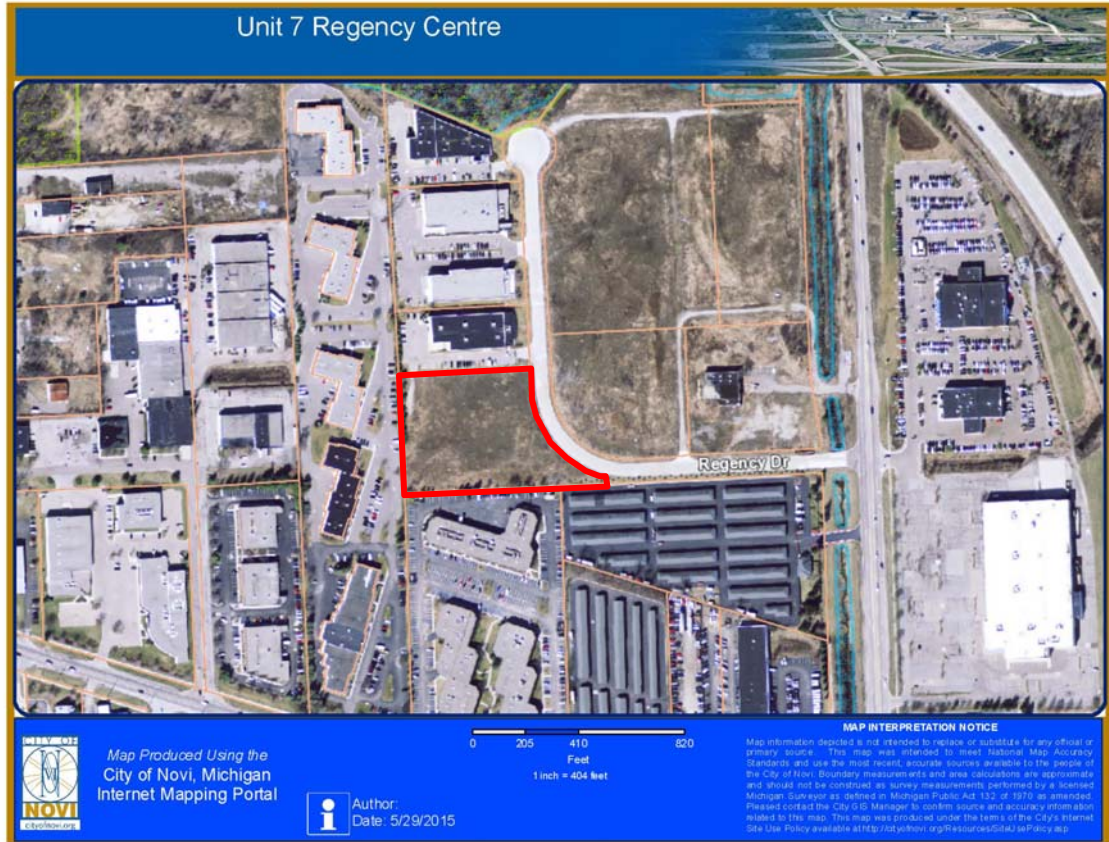 Unit 7 Regency Centre
Regency Dr
CITY OF
NOVI
cityofnovi.org
Map Produced Using the
City of Novi, Michigan
Internet Mapping Portal
0 205 410 820
Feet
1 inch = 404 feet
i
Author:
Date: 5/29/2015
MAP INTERPRETATION NOTICE
Map information depicted is not intended to replace or substitute for any official or
primary source. This map was intended to meet National Map Accuracy
Standards and use the most recent, accurate sources available to the people of
the City of Novi. Boundary measurements and area calculations are approximate
and should not be construed as survey measurements performed by a licensed
Michigan Surveyor as defined in Michigan Public Act 132 of 1970 as amended.
Pleased contact the City GIS Manager to confirm source and accuracy information
related to this map. This map was produced under the terms of the City's Internet
Site Use Policy available at http://cityofnovi.org/Resources/SiteUsePolicy.asp